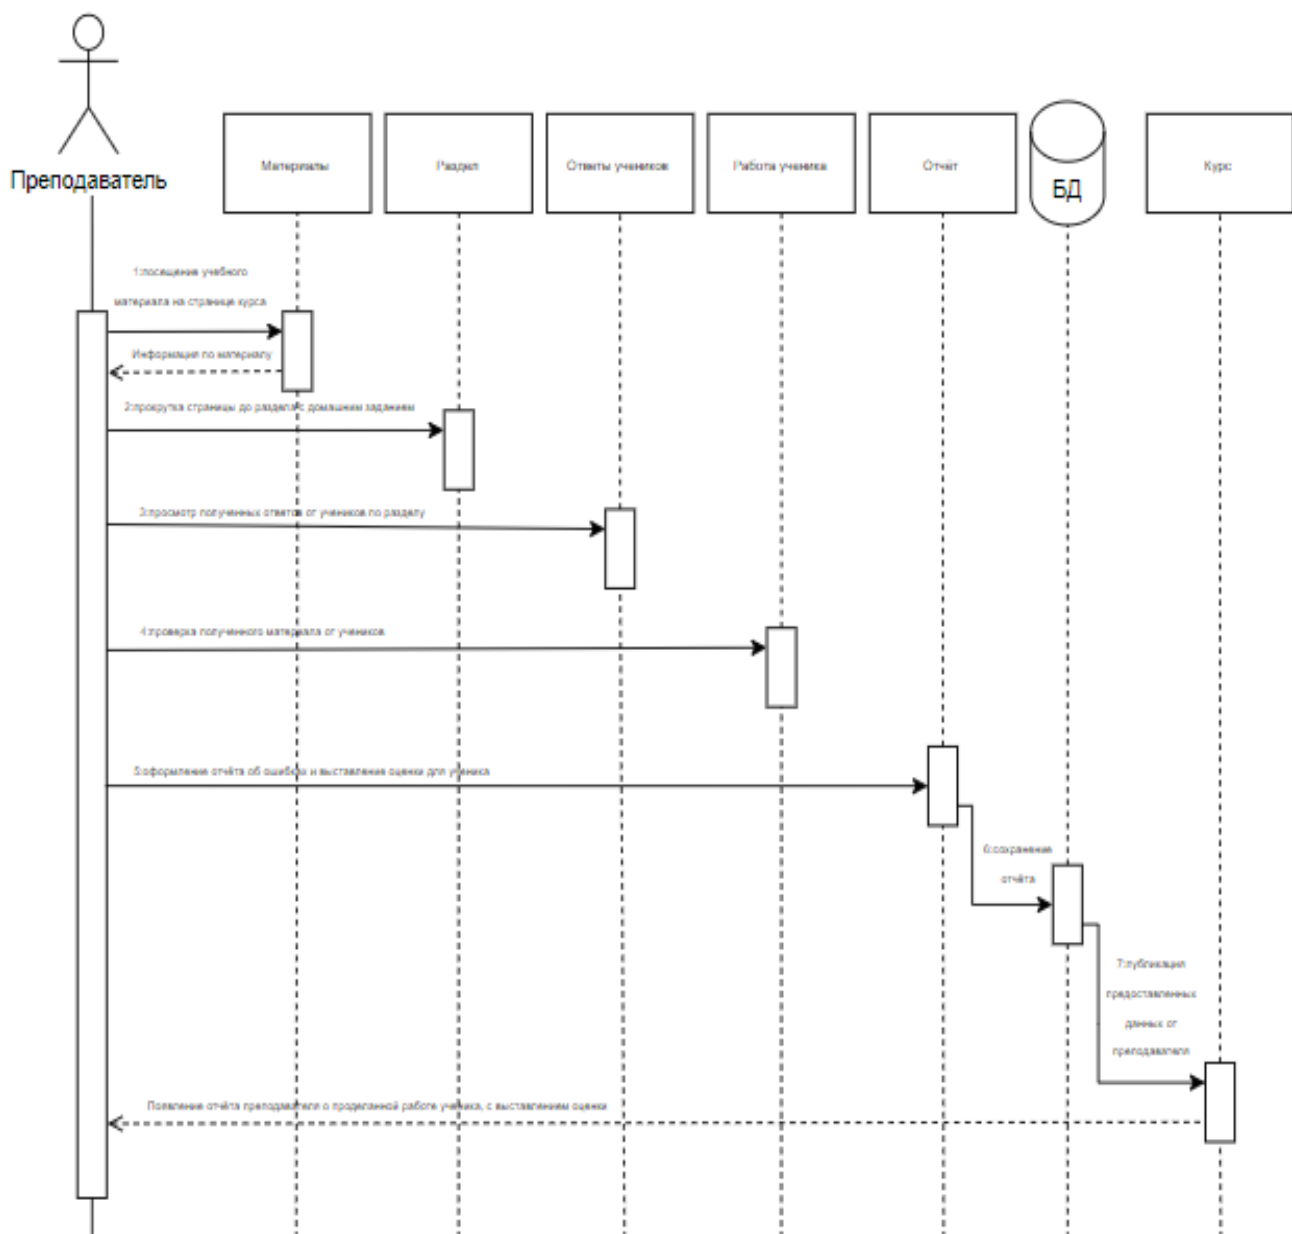 Преподаватель
Материалы
Раздел
Ответы учеников
Работа ученика
Отчёт
БД
Курс
1:посещение учебного
материала на странице курса
Информация по материалу
2:прокрутка страницы до раздела с домашним заданием
3:просмотр полученных ответов от учеников по разделу
4:проверка полученного материала от учеников
5:оформление отчёта об ошибках и выставление оценки для ученика
6:сохранение
отчёта
7:публикация
предоставленных
данных от
преподавателя
Появление отчёта преподавателя о проделанной работе ученика, с выставлением оценки